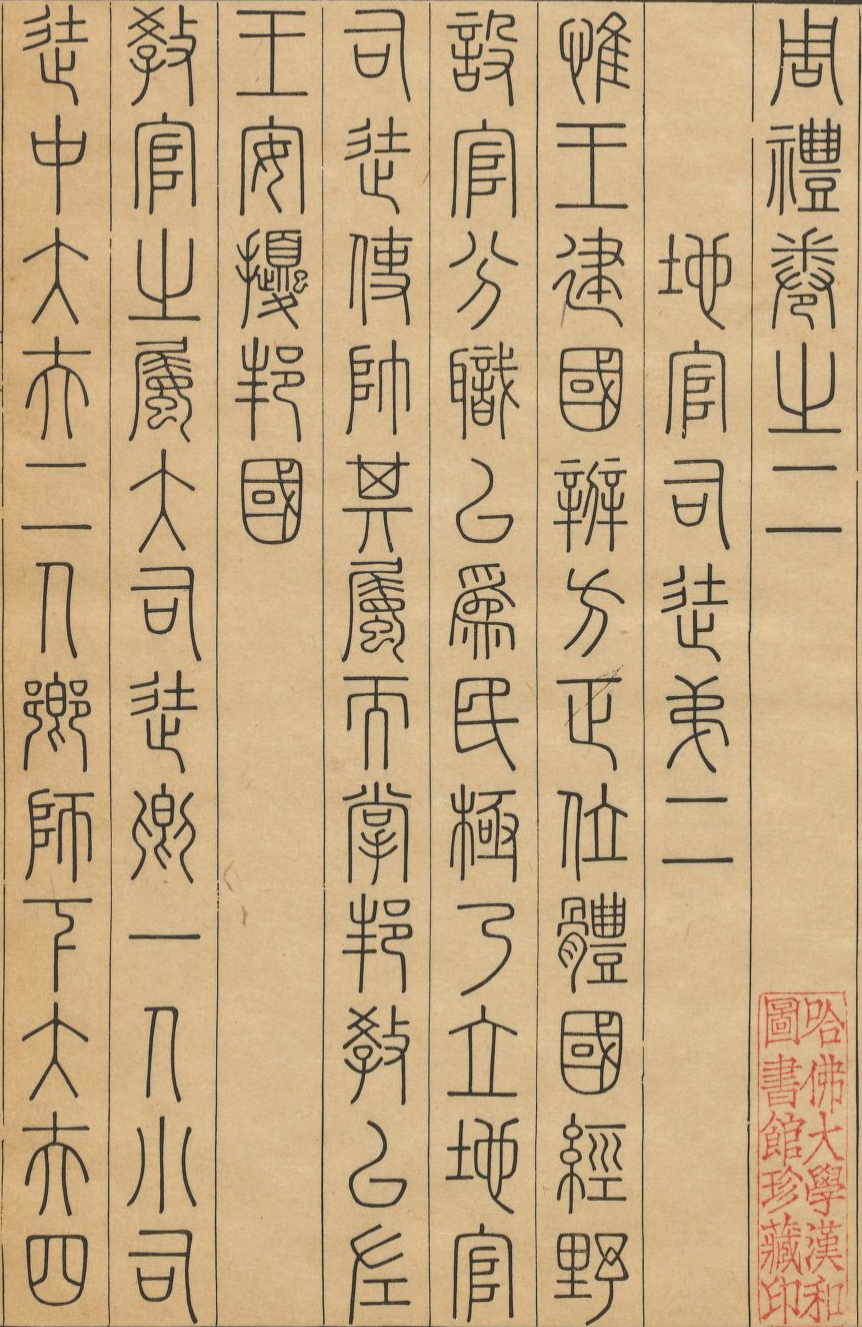 周禮卷之二
地官司徒第二
惟王建國辨方正位體國經野
設官分職以為民極乃立地官
司徒使帥其屬而掌邦教以左
王安擾邦國
教官之屬大司徒卿一人小司
徒中大夫二人鄉師下大夫四
哈佛大學漢和
圖書館珍藏印